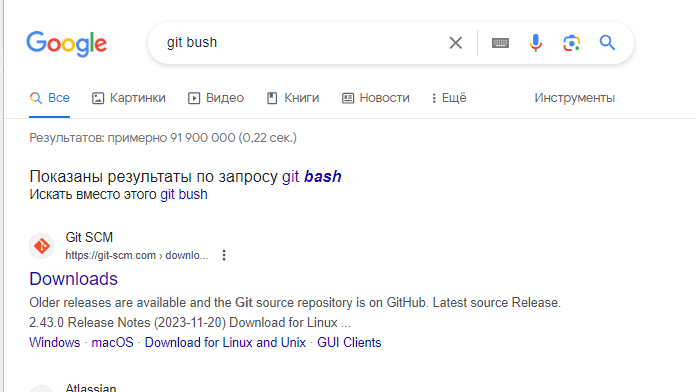 Google
git bush
Все Картинки Видео Книги Новости Ещё Инструменты
Результатов: примерно 91 900 000 (0,22 сек.)
Показаны результаты по запросу git bash
Искать вместо этого git bush
Git SCM
https://git-scm.com › downlo...
Downloads
Older releases are available and the Git source repository is on GitHub. Latest source Release.
2.43.0 Release Notes (2023-11-20) Download for Linux ...
Windows · macOS · Download for Linux and Unix · GUI Clients
Atlassian